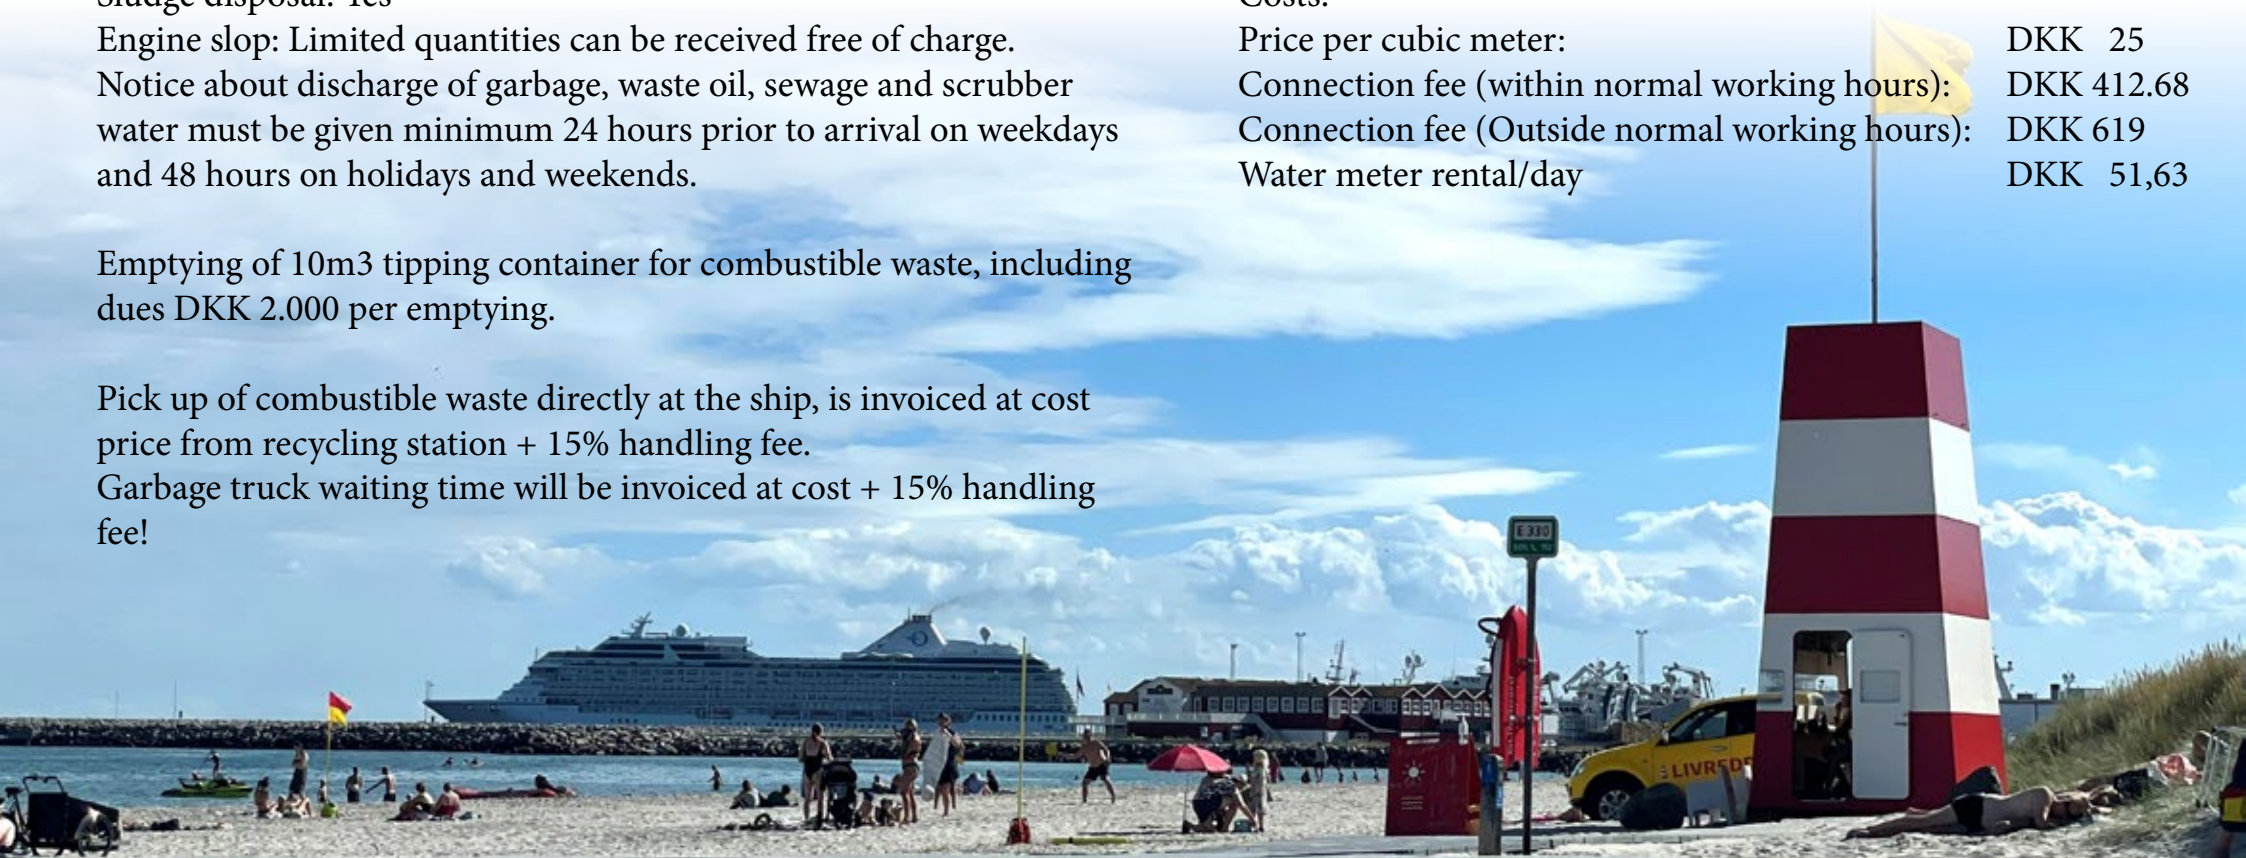 Sludge disposal: Yes
Engine slop: Limited quantities can be received free of charge.
Notice about discharge of garbage, waste oil, sewage and scrubber
water must be given minimum 24 hours prior to arrival on weekdays
and 48 hours on holidays and weekends.
Emptying of 10m3 tipping container for combustible waste, including
dues DKK 2.000 per emptying.
Pick up of combustible waste directly at the ship, is invoiced at cost
price from recycling station + 15% handling fee.
Garbage truck waiting time will be invoiced at cost + 15% handling
fee!
Costs:
Price per cubic meter: DKK 25
Connection fee (within normal working hours): DKK 412.68
Connection fee (Outside normal working hours): DKK 619
Water meter rental/day DKK 51,63
E 330
LIVREDD